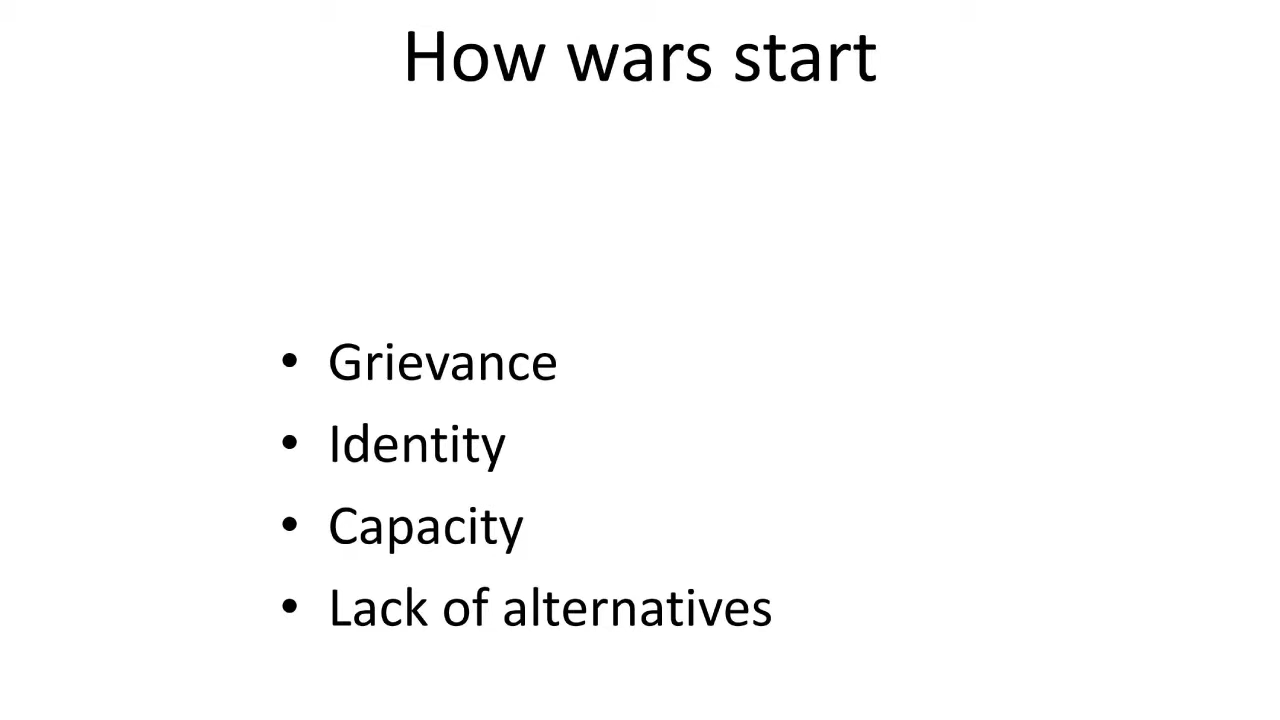 How wars start
• Grievance
• Identity
• Capacity
• Lack of alternatives